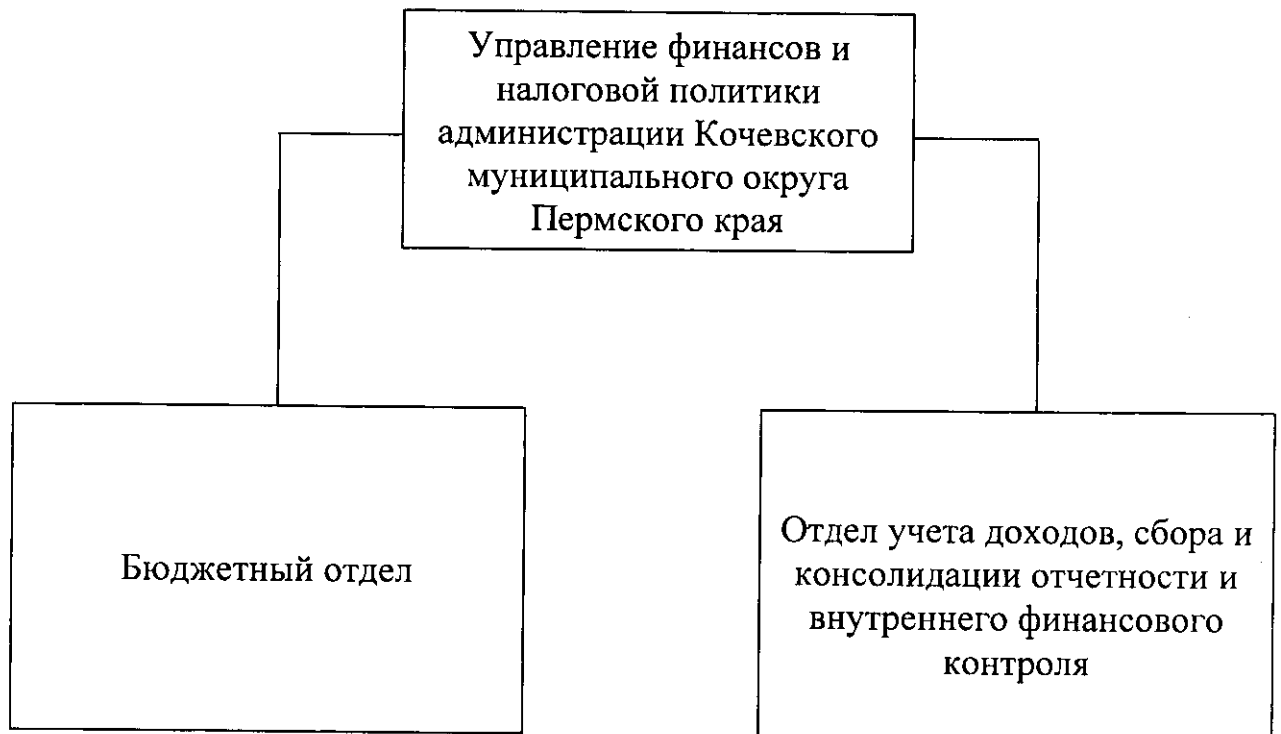 Управление финансов и
налоговой политики
администрации Кочевского
муниципального округа
Пермского края
Бюджетный отдел
Отдел учета доходов, сбора и
консолидации отчетности и
внутреннего финансового
контроля